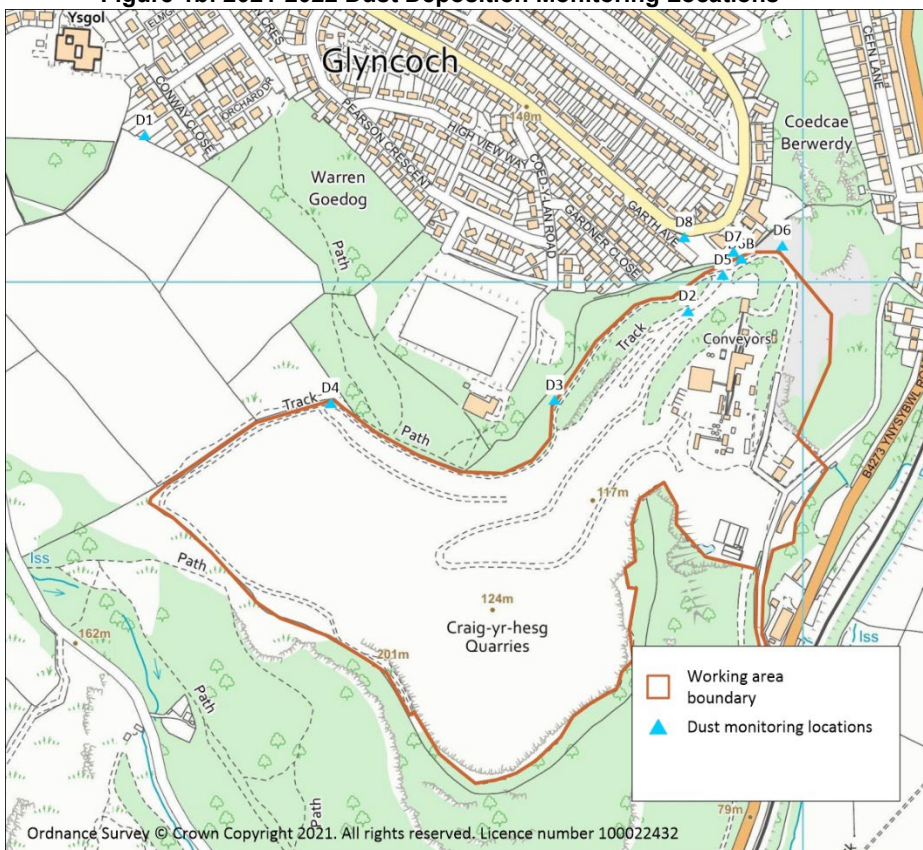 Figure 1b: 2021-2022 Dust Deposition Monitoring Locations
Ysgol
Glyncoch
CEFN LANE
CONWAY CLOSE
ORCHARD DR
D1
PEARSON CRESCENT
HIGH VIEW WAY
140m
Coedcae
Berwerdy
Warren
Goedog
COED-Y-LAN ROAD
GARDNER CLOSE
GARTH AVE
Path
D8
D7
D6
D5
D2
Track
Conveyors
D3
D4
Track
Path
117m
B4273
Path
Iss
124m
Craig-yr-hesg
Quarries
162m
201m
Iss
Path
Path
Working area
boundary
Dust monitoring locations
79m
Ordnance Survey © Crown Copyright 2021. All rights reserved. Licence number 100022432